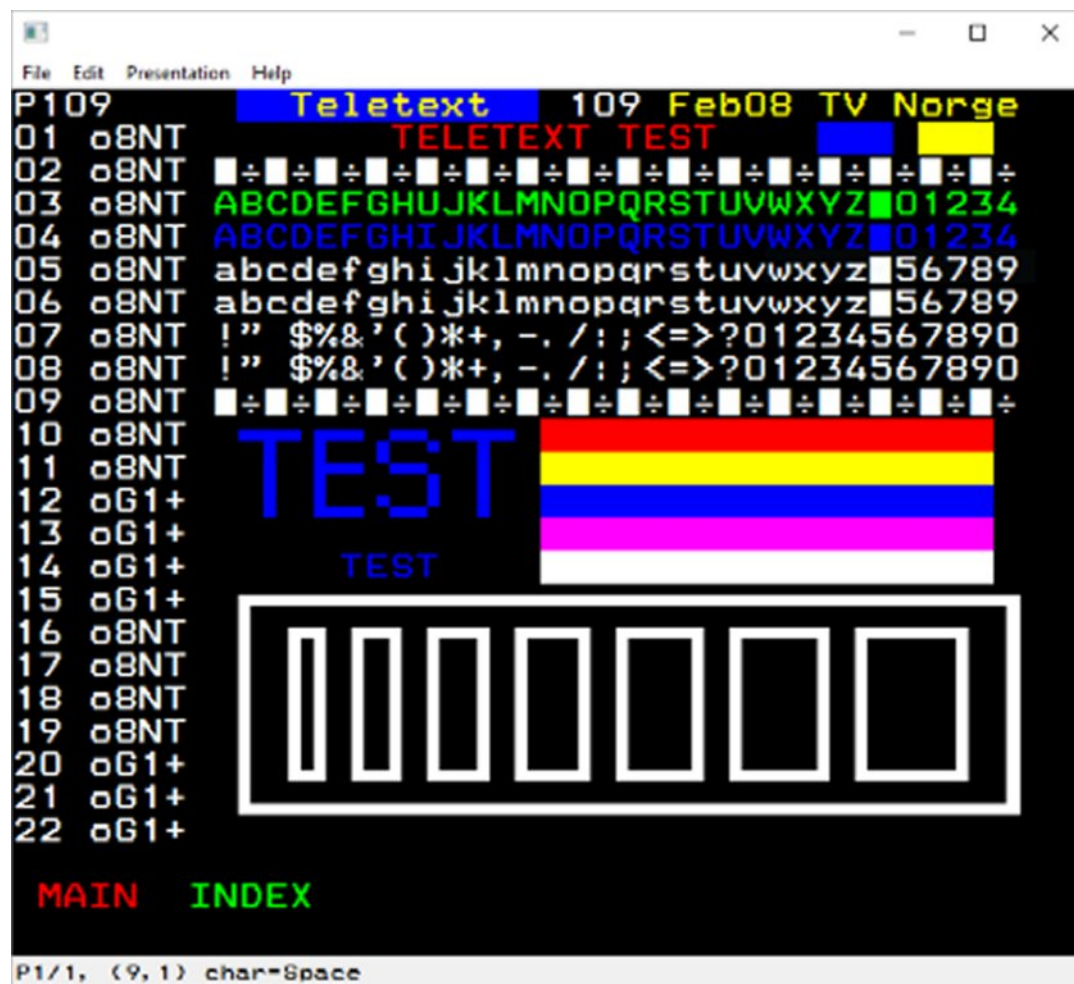 File Edit Presentation Help
P109 Teletext 109 Feb08 TV Norge
01 o8NT TELETEXT TEST
02 o8NT ■÷■÷■÷■÷■÷■÷■÷■÷■÷■÷■÷■÷■÷■÷■÷■÷
03 o8NT ABCDEFGHUJKLMNOPQRSTUVWXYZ■01234
04 o8NT ABCDEFGHIJKLMNOPQRSTUVWXYZ■01234
05 o8NT abcdefghijklmnopqrstuvwxyz■56789
06 o8NT abcdefghijklmnopqrstuvwxyz■56789
07 o8NT !” $%&’()*+,-./:;<=>?01234567890
08 o8NT !” $%&’()*+,-./:;<=>?01234567890
09 o8NT ■÷■÷■÷■÷■÷■÷■÷■÷■÷■÷■÷■÷■÷■÷■÷■÷
10 o8NT TEST
11 o8NT
12 oG1+
13 oG1+
14 oG1+ TEST
15 oG1+
16 o8NT
17 o8NT
18 o8NT
19 o8NT
20 oG1+
21 oG1+
22 oG1+
MAIN INDEX
P1/1, (9,1) char=Space